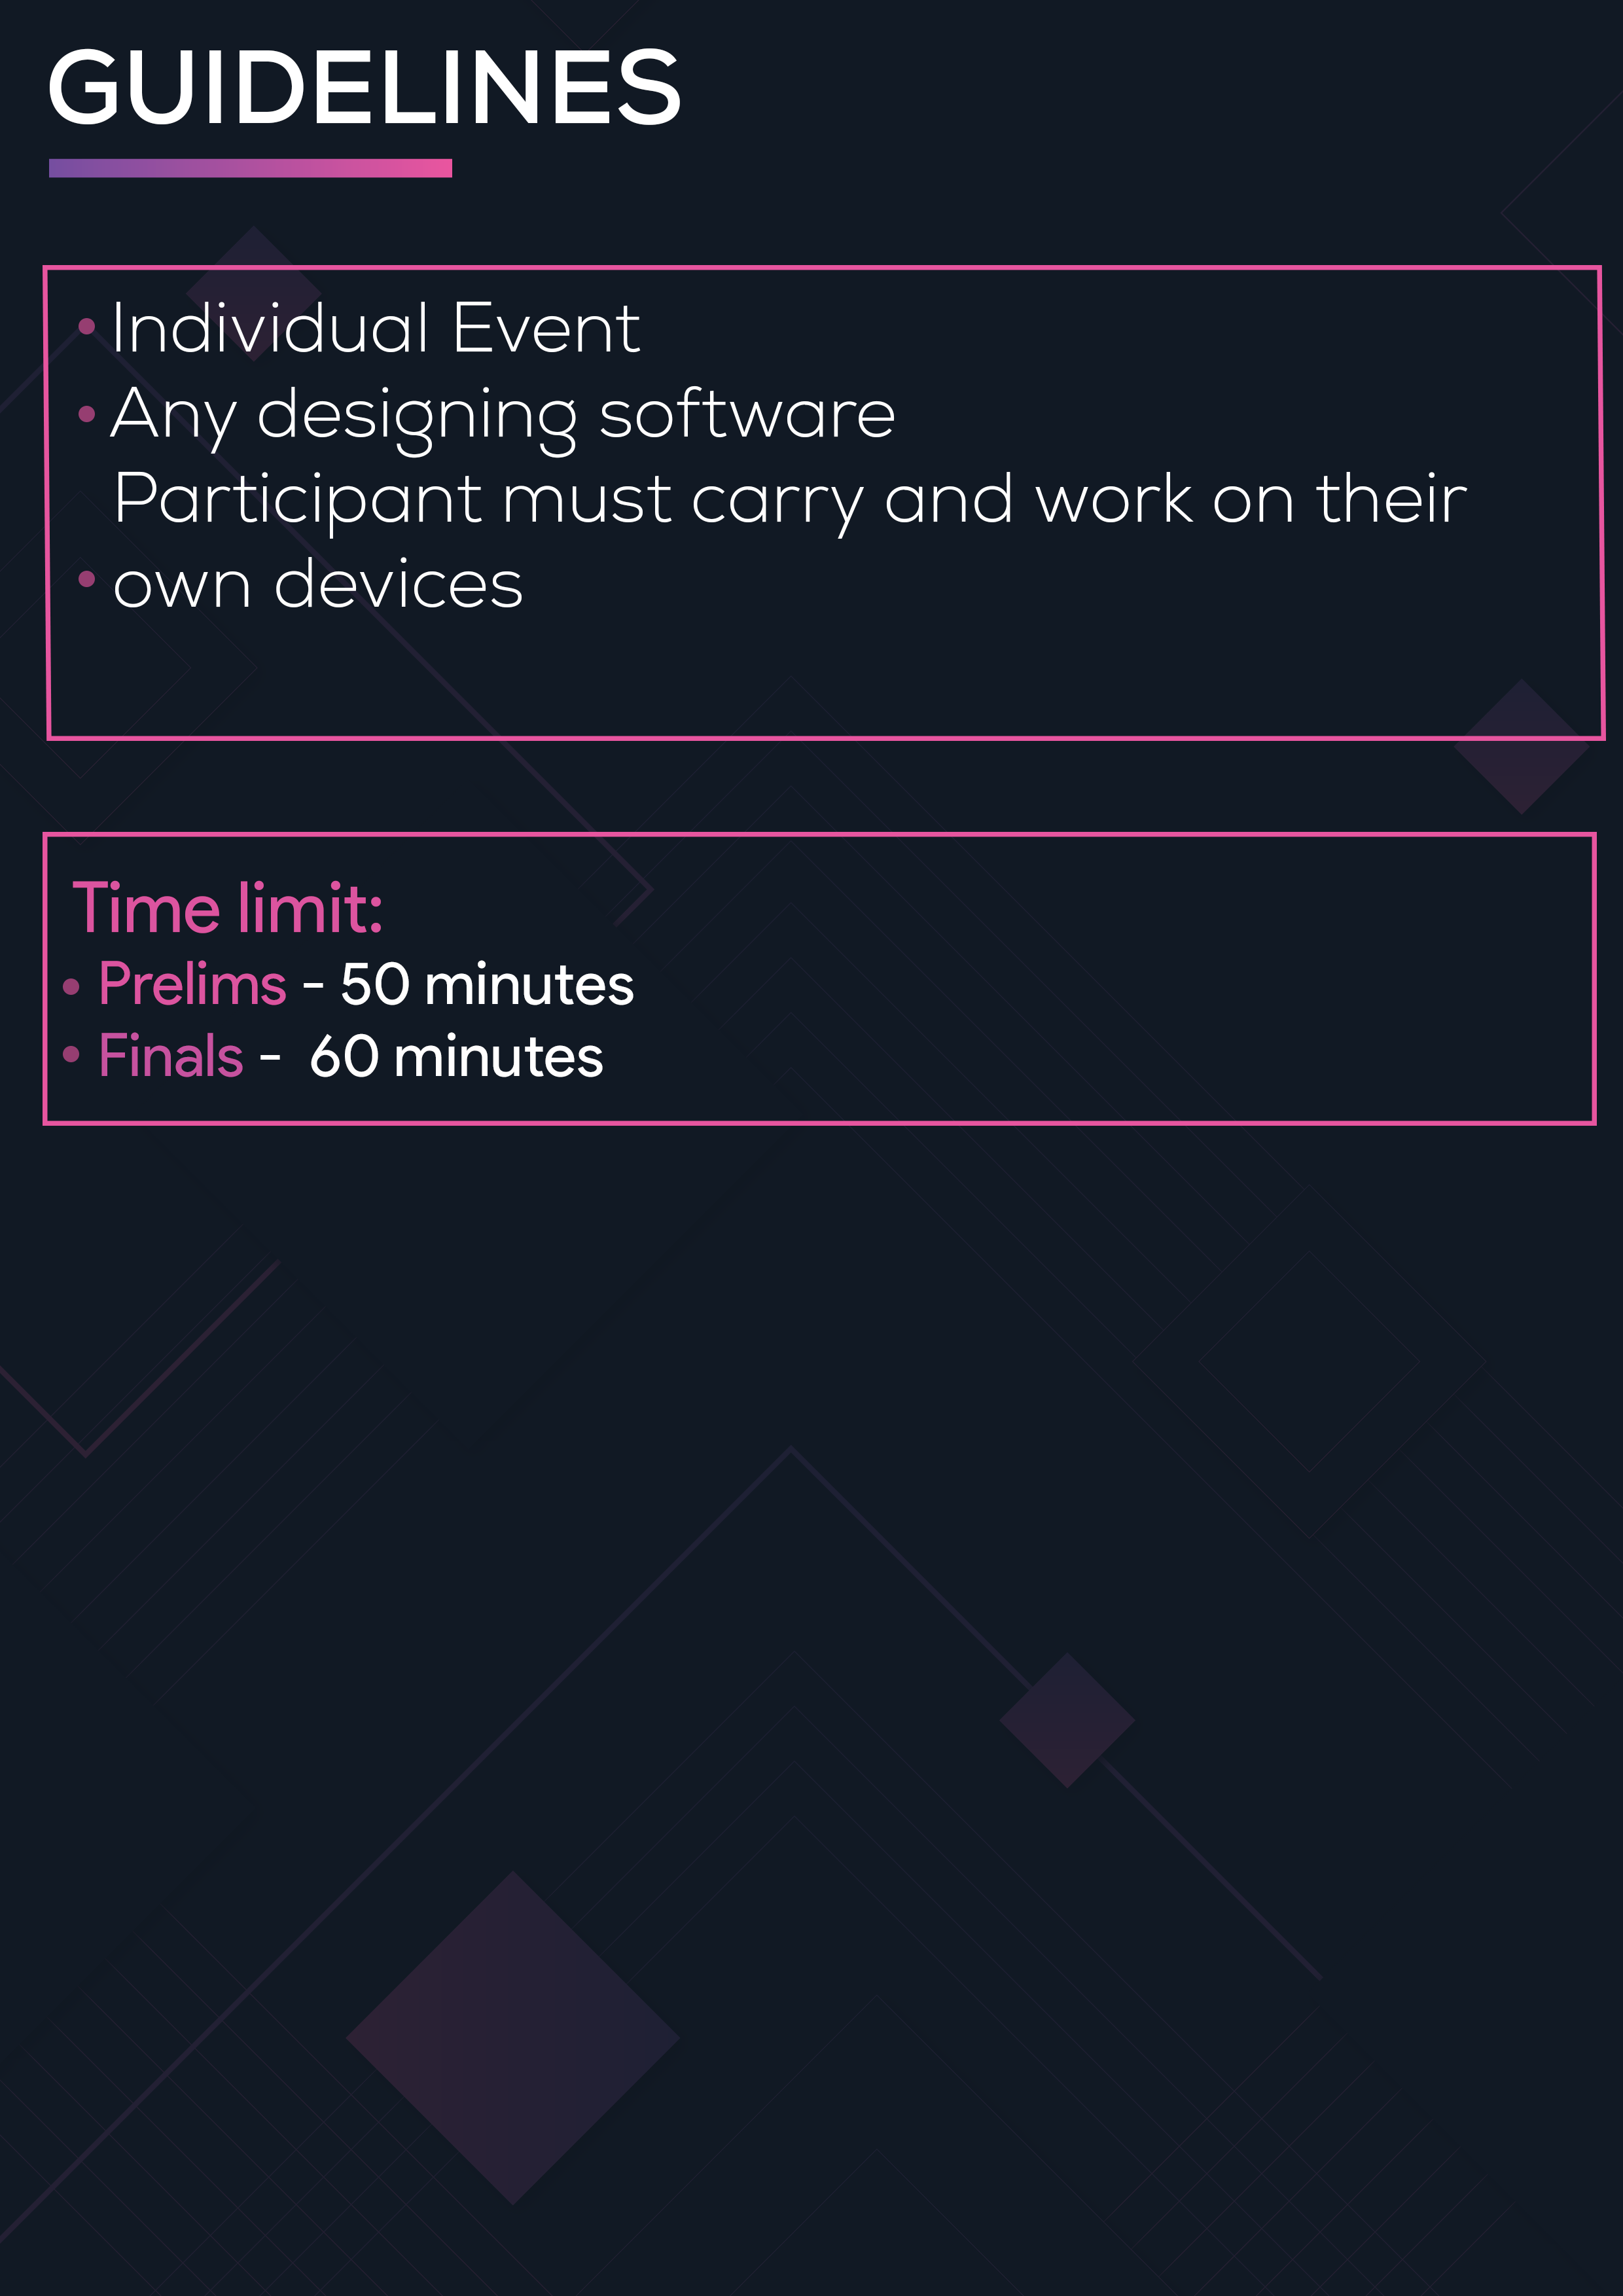 GUIDELINES
• Individual Event
• Any designing software
Participant must carry and work on their
• own devices
Time limit:
• Prelims - 50 minutes
• Finals - 60 minutes